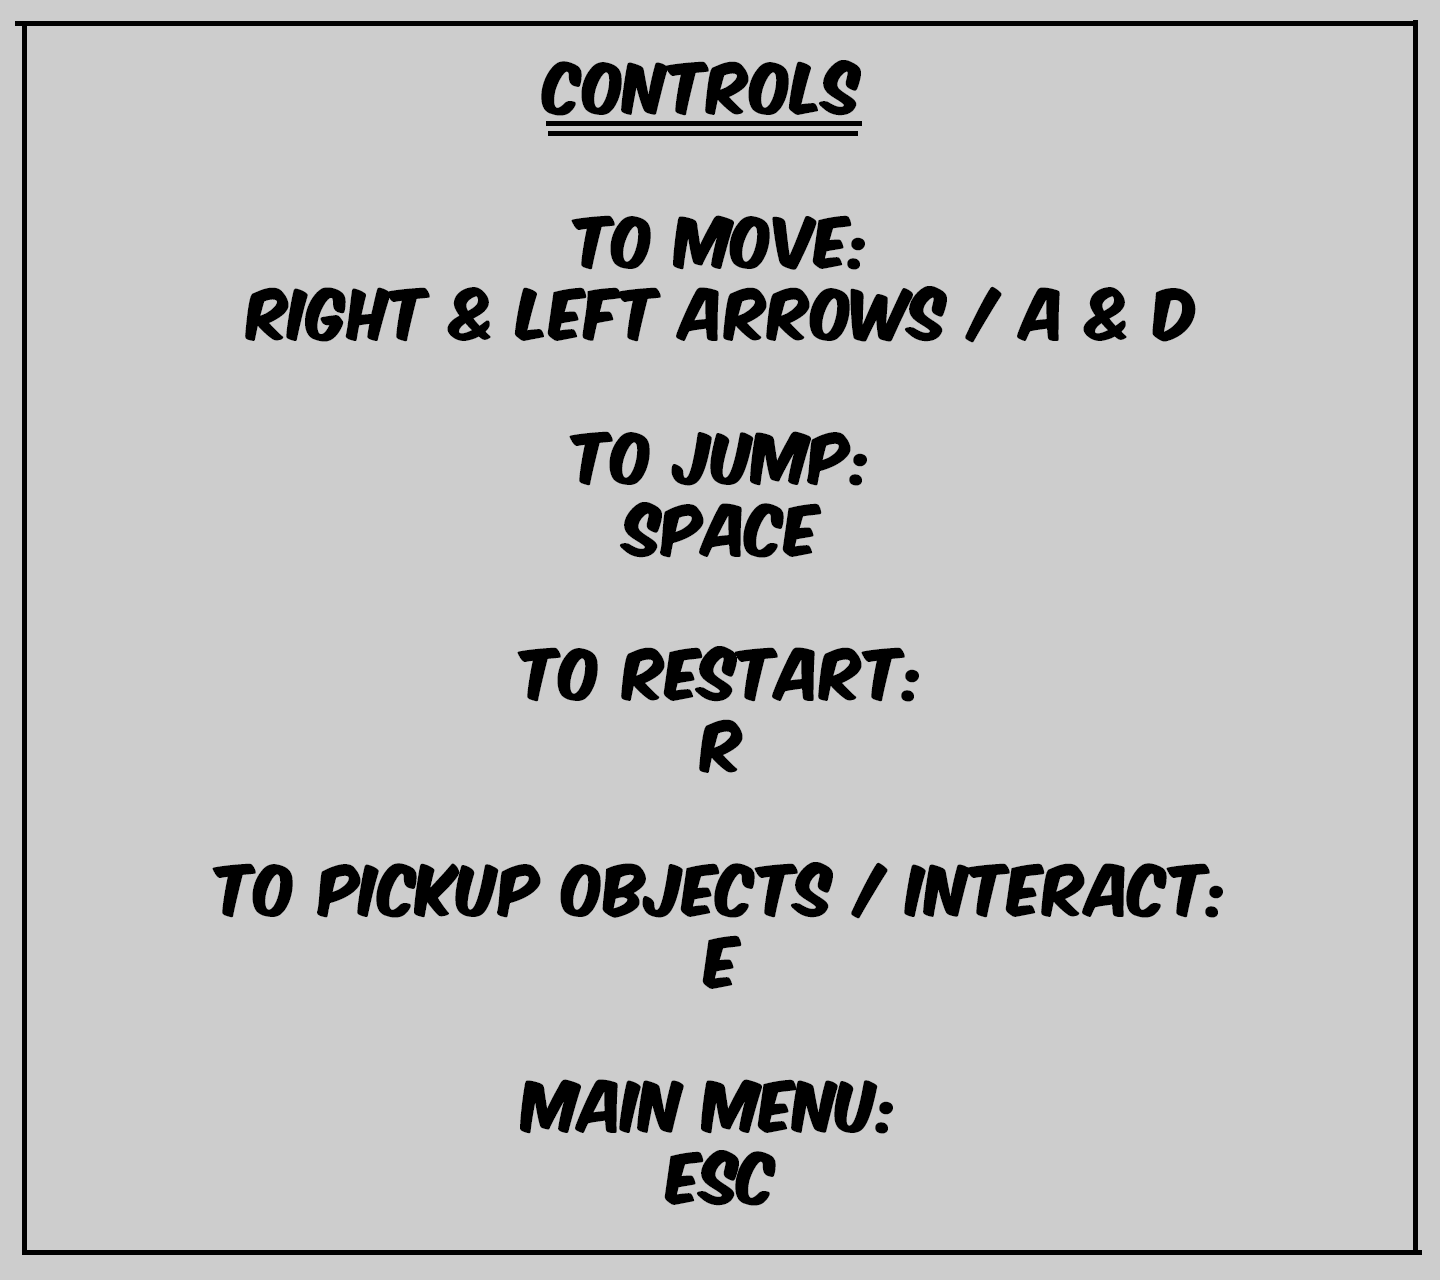 CONTROLS
TO MOVE:
RIGHT & LEFT ARROWS / A & D
TO JUMP:
SPACE
TO RESTART:
R
TO PICKUP OBJECTS / INTERACT:
E
MAIN MENU:
ESC